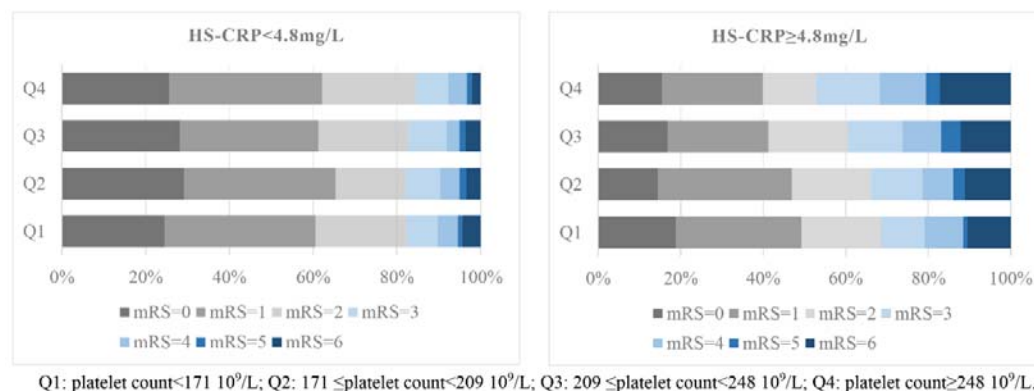 HS-CRP<4.8mg/L
Q4
Q3
Q2
Q1
0% 20% 40% 60% 80% 100%
■mRS=0 ■mRS=1 ■mRS=2 ■mRS=3
■mRS=4 ■mRS=5 ■mRS=6
HS-CRP≥4.8mg/L
Q4
Q3
Q2
Q1
0% 20% 40% 60% 80% 100%
■mRS=0 ■mRS=1 ■mRS=2 ■mRS=3
■mRS=4 ■mRS=5 ■mRS=6
Q1: platelet count<171 10⁹/L; Q2: 171 ≤platelet count<209 10⁹/L; Q3: 209 ≤platelet count<248 10⁹/L; Q4: platelet count≥248 10⁹/L